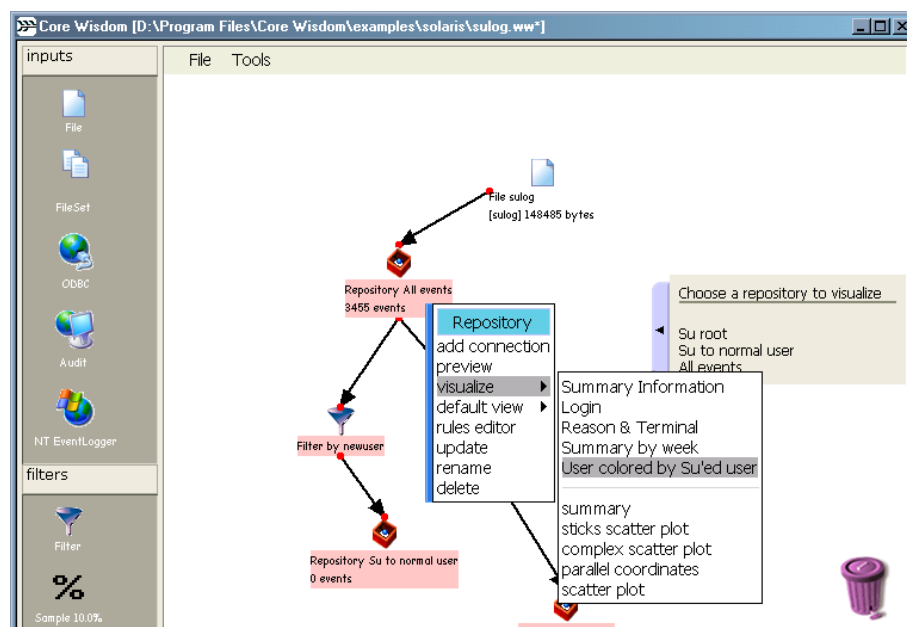 Core Wisdom [D:\Program Files\Core Wisdom\examples\solaris\sulog.ww*]
inputs
File Tools
File
FileSet
ODBC
Audit
NT EventLogger
filters
Filter
%
Sample 10.0%
File sulog
[sulog] 148485 bytes
Repository All events
3455 events
Filter by newuser
Repository Su to normal user
0 events
Repository
add connection
preview
visualize
default view
rules editor
update
rename
delete
Summary Information
Login
Reason & Terminal
Summary by week
User colored by Su'ed user
summary
sticks scatter plot
complex scatter plot
parallel coordinates
scatter plot
Choose a repository to visualize
Su root
Su to normal user
All events